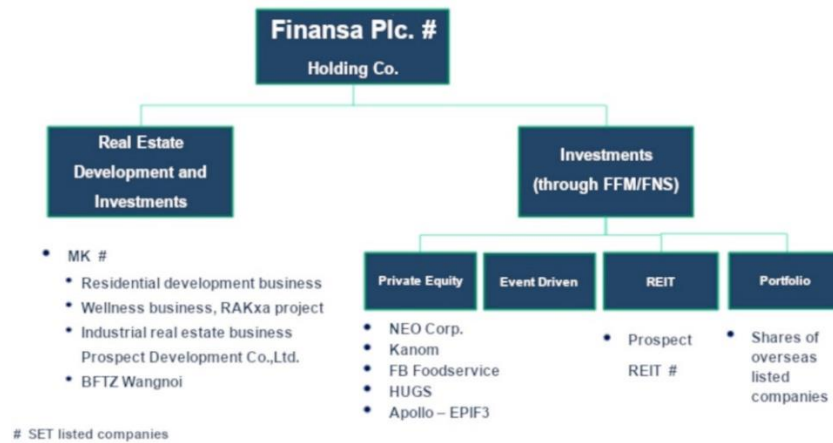 Finansa Plc. #
Holding Co.
Real Estate
Development and
Investments
Investments
(through FFM/FNS)
• MK #
• Residential development business
• Wellness business, RAKxa project
• Industrial real estate business
Prospect Development Co.,Ltd.
• BFTZ Wangnoi
Private Equity
Event Driven
REIT
Portfolio
• NEO Corp.
• Kanom
• FB Foodservice
• HUGS
• Apollo – EPIF3
• Prospect
REIT #
• Shares of
overseas
listed
companies
# SET listed companies